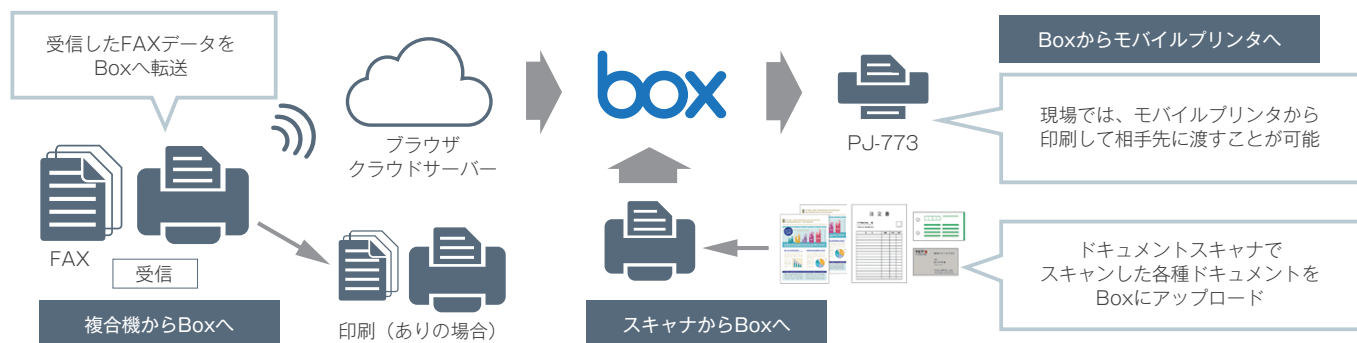 受信したFAXデータを
Boxへ転送
FAX
受信
複合機からBoxへ
印刷（ありの場合）
ブラウザ
クラウドサーバー
box
PJ-773
Boxからモバイルプリンタへ
現場では、モバイルプリンタから
印刷して相手先に渡すことが可能
スキャナからBoxへ
注 文 書
ドキュメントスキャナで
スキャンした各種ドキュメントを
Boxにアップロード